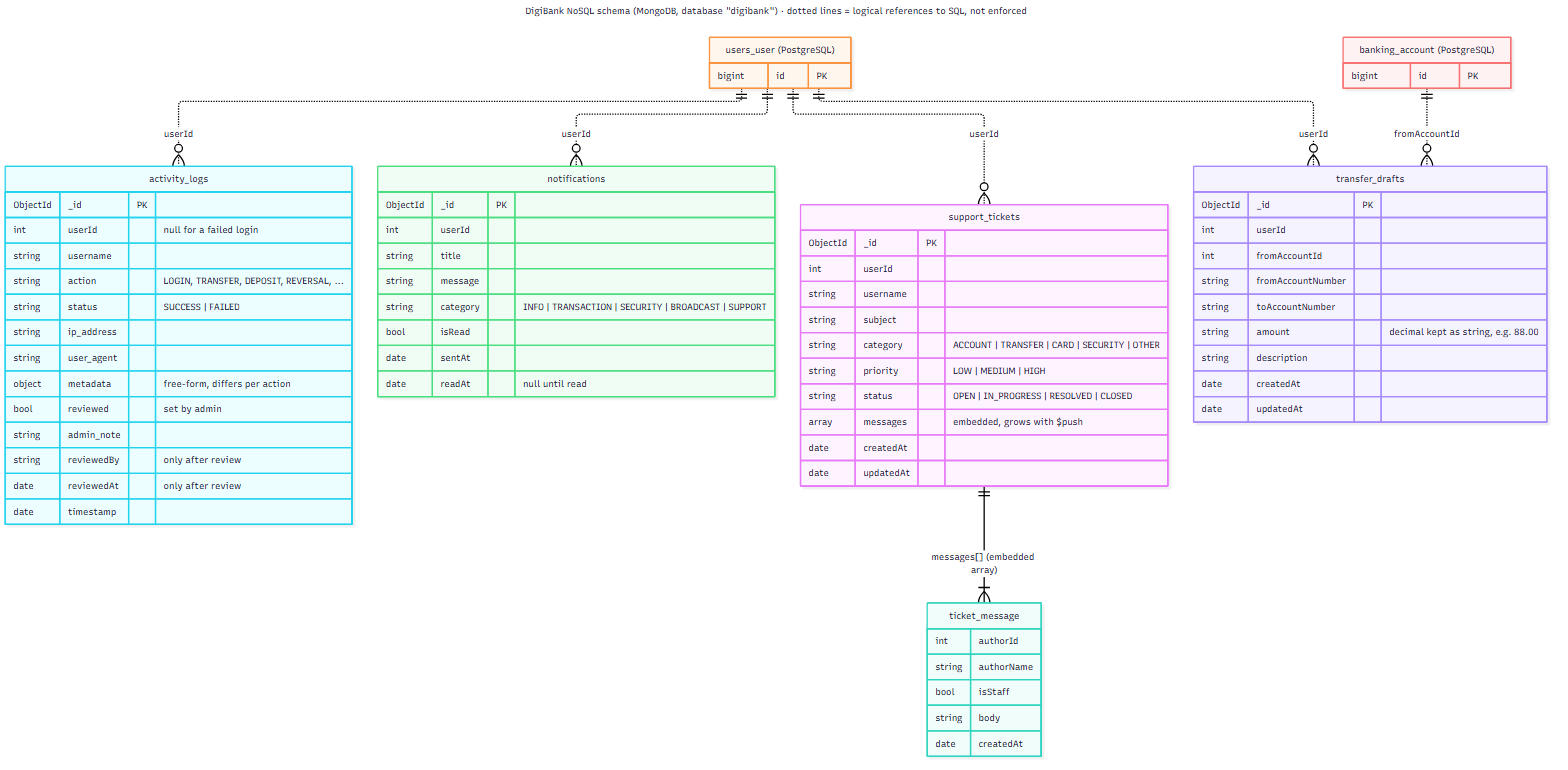 DigiBank NoSQL schema (MongoDB, database "digibank") · dotted lines = logical references to SQL, not enforced
users_user (PostgreSQL)
bigint id PK
banking_account (PostgreSQL)
bigint id PK
userId
userId
userId
userId
fromAccountId
activity_logs
ObjectId _id PK
int userId null for a failed login
string username
string action LOGIN, TRANSFER, DEPOSIT, REVERSAL, ...
string status SUCCESS | FAILED
string ip_address
string user_agent
object metadata free-form, differs per action
bool reviewed set by admin
string admin_note
string reviewedBy only after review
date reviewedAt only after review
date timestamp
notifications
ObjectId _id PK
int userId
string title
string message
string category INFO | TRANSACTION | SECURITY | BROADCAST | SUPPORT
bool isRead
date sentAt
date readAt null until read
support_tickets
ObjectId _id PK
int userId
string username
string subject
string category ACCOUNT | TRANSFER | CARD | SECURITY | OTHER
string priority LOW | MEDIUM | HIGH
string status OPEN | IN_PROGRESS | RESOLVED | CLOSED
array messages embedded, grows with $push
date createdAt
date updatedAt
transfer_drafts
ObjectId _id PK
int userId
int fromAccountId
string fromAccountNumber
string toAccountNumber
string amount decimal kept as string, e.g. 88.00
string description
date createdAt
date updatedAt
messages[] (embedded
array)
ticket_message
int authorId
string authorName
bool isStaff
string body
date createdAt